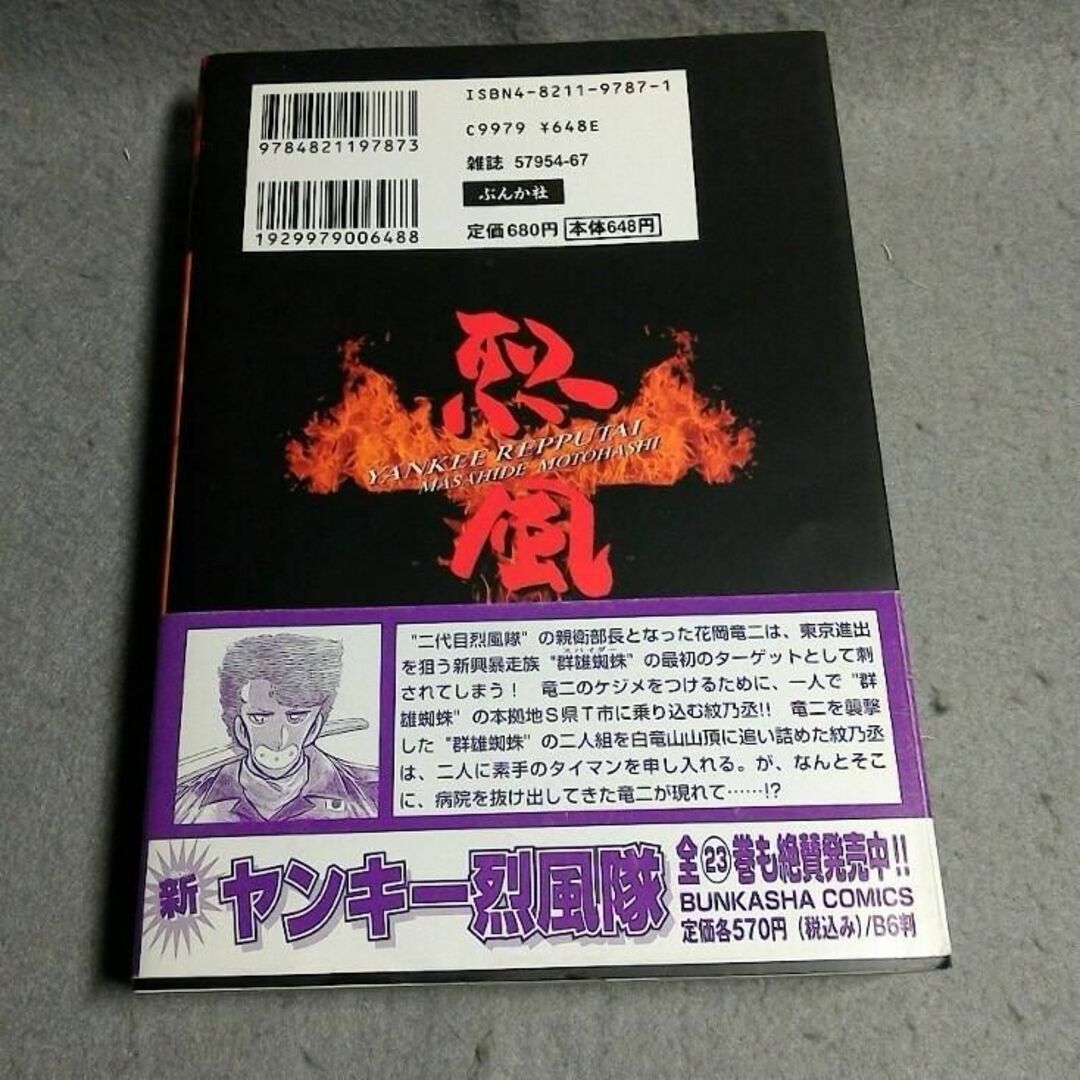 ISBN4-8211-9787-1
C9979 ¥648E
9784821197873
雑誌 57954-67
ぶんか社
1929979006488
定価680円 本体648円
烈
YANKEE REPPUTAI
MASAHIDE MOTOHASHI
風
"二代目烈風隊"の親衛部長となった花岡竜二は、東京進出
スパイダー
を狙う新興暴走族"群雄蜘蛛"の最初のターゲットとして刺
されてしまう! 竜二のケジメをつけるために、一人で"群
雄蜘蛛"の本拠地S県T市に乗り込む紋乃丞!! 竜二を襲撃
した"群雄蜘蛛"の二人組を白竜山山頂に追い詰めた紋乃丞
は、二人に素手のタイマンを申し入れる。が、なんとそこ
に、病院を抜け出してきた竜二が現れて……!?
新 ヤンキー烈風隊 全㉓巻も絶賛発売中!!
BUNKASHA COMICS
定価各570円(税込み)/B6判